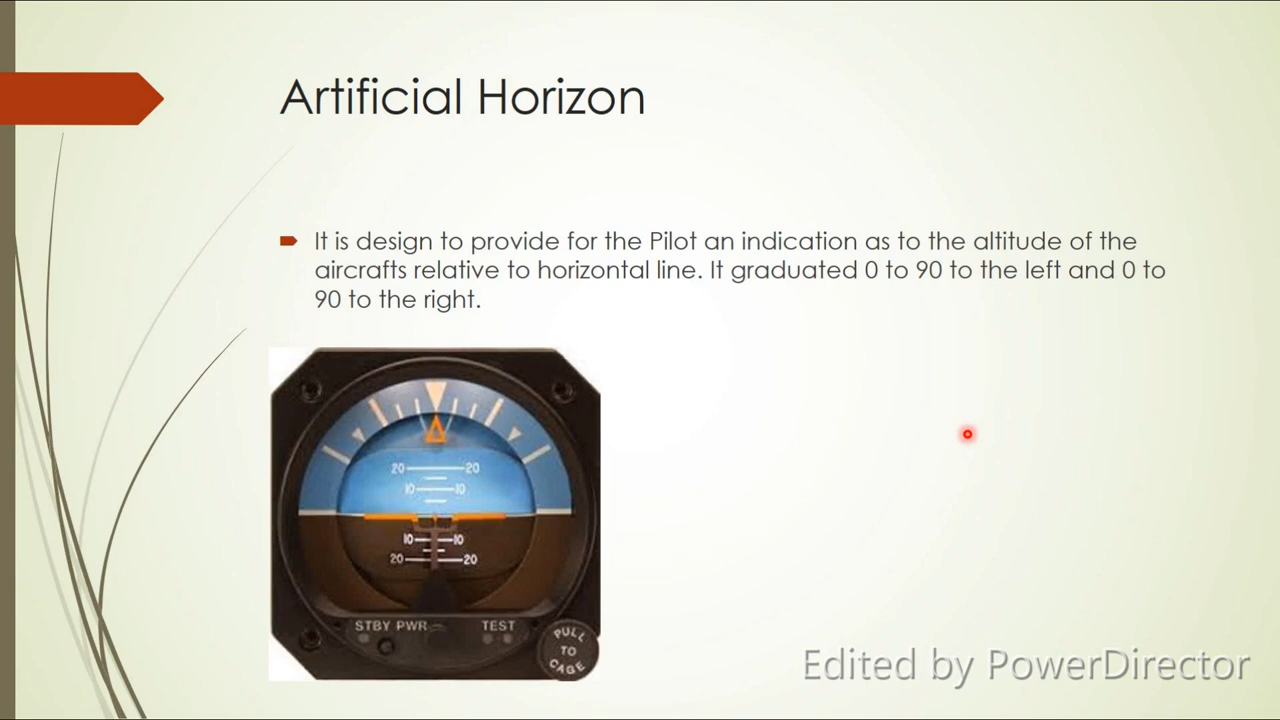 Artificial Horizon
It is design to provide for the Pilot an indication as to the altitude of the
aircrafts relative to horizontal line. It graduated 0 to 90 to the left and 0 to
90 to the right.
20 20
10 10
10 10
20 20
STBY PWR TEST
PULL
TO
CAGE
Edited by PowerDirector